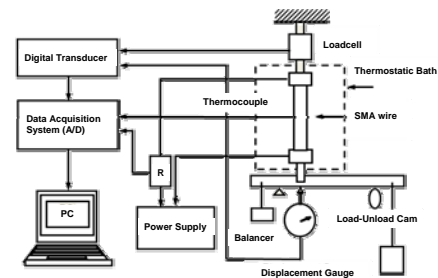 Loadcell
Digital Transducer
Thermostatic Bath
Thermocouple
Data Acquisition
System (A/D)
SMA wire
R
PC
Power Supply
Load-Unload Cam
Balancer
Displacement Gauge